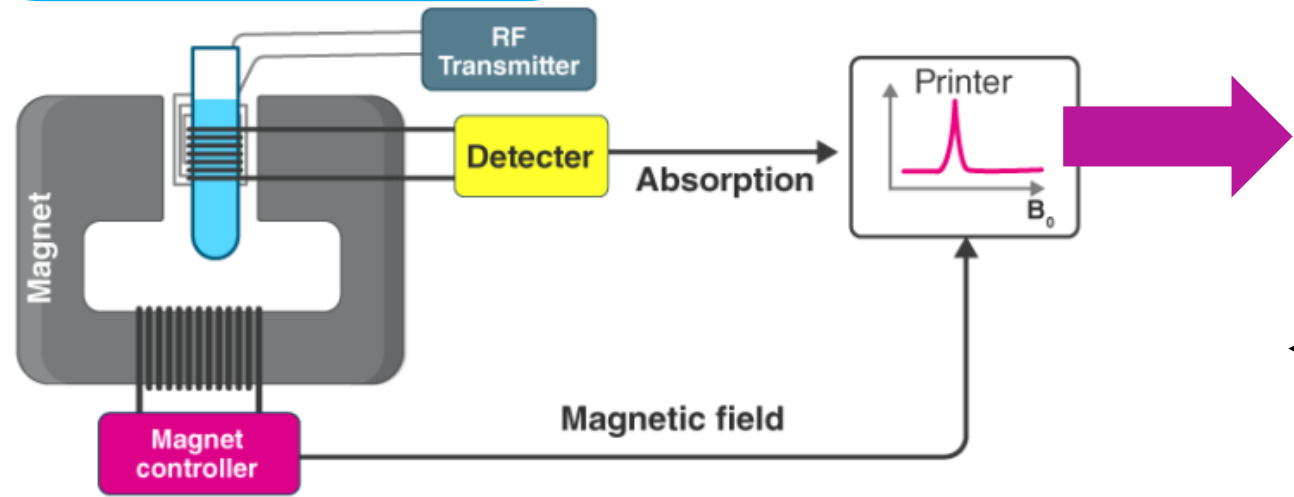 RF
Transmitter
Printer
Detecter
Absorption
B₀
Magnet
Magnetic field
Magnet
controller